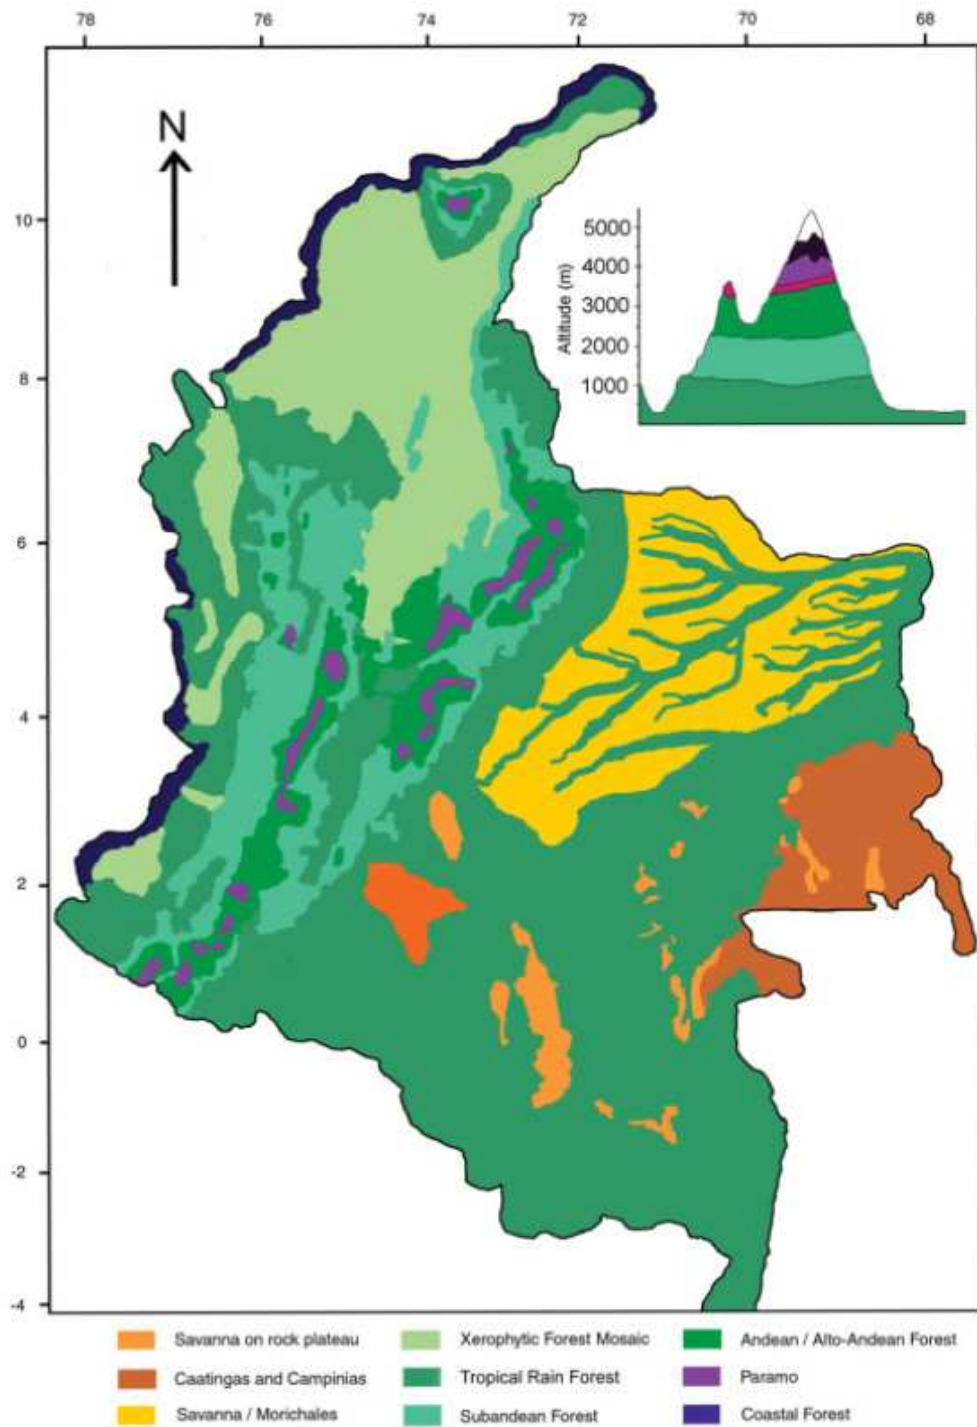 78 76 74 72 70 68
N
10
8
6
4
2
0
-2
-4
Altitude (m)
5000
4000
3000
2000
1000
Savanna on rock plateau
Xerophytic Forest Mosaic
Andean / Alto-Andean Forest
Caatingas and Campinias
Tropical Rain Forest
Paramo
Savanna / Morichales
Subandean Forest
Coastal Forest